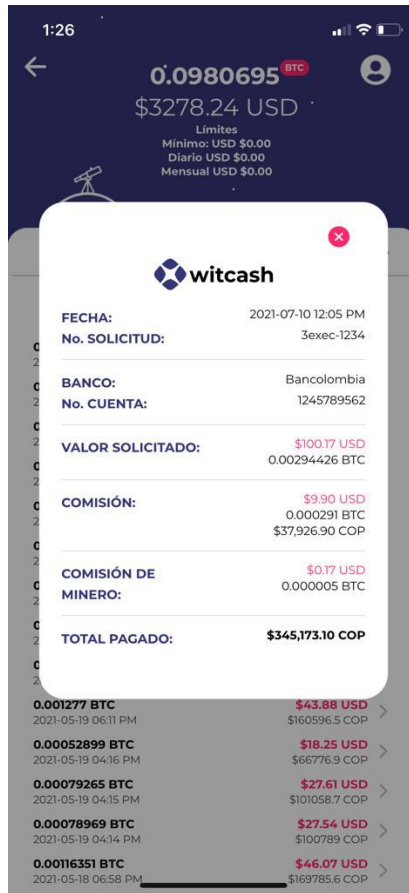 1:26
0.0980695 BTC
$3278.24 USD
Límites
Mínimo: USD $0.00
Diario USD $0.00
Mensual USD $0.00
witcash
FECHA: 2021-07-10 12:05 PM
No. SOLICITUD: 3exec-1234
BANCO: Bancolombia
No. CUENTA: 1245789562
VALOR SOLICITADO: $100.17 USD
0.00294426 BTC
COMISIÓN: $9.90 USD
0.000291 BTC
$37,926.90 COP
COMISIÓN DE $0.17 USD
MINERO: 0.000005 BTC
TOTAL PAGADO: $345,173.10 COP
0.001277 BTC $43.88 USD
2021-05-19 06:11 PM $160596.5 COP
0.00052899 BTC $18.25 USD
2021-05-19 04:16 PM $66776.9 COP
0.00079265 BTC $27.61 USD
2021-05-19 04:15 PM $101058.7 COP
0.00078969 BTC $27.54 USD
2021-05-19 04:14 PM $100789 COP
0.00116351 BTC $46.07 USD
2021-05-18 06:58 PM $169785.6 COP